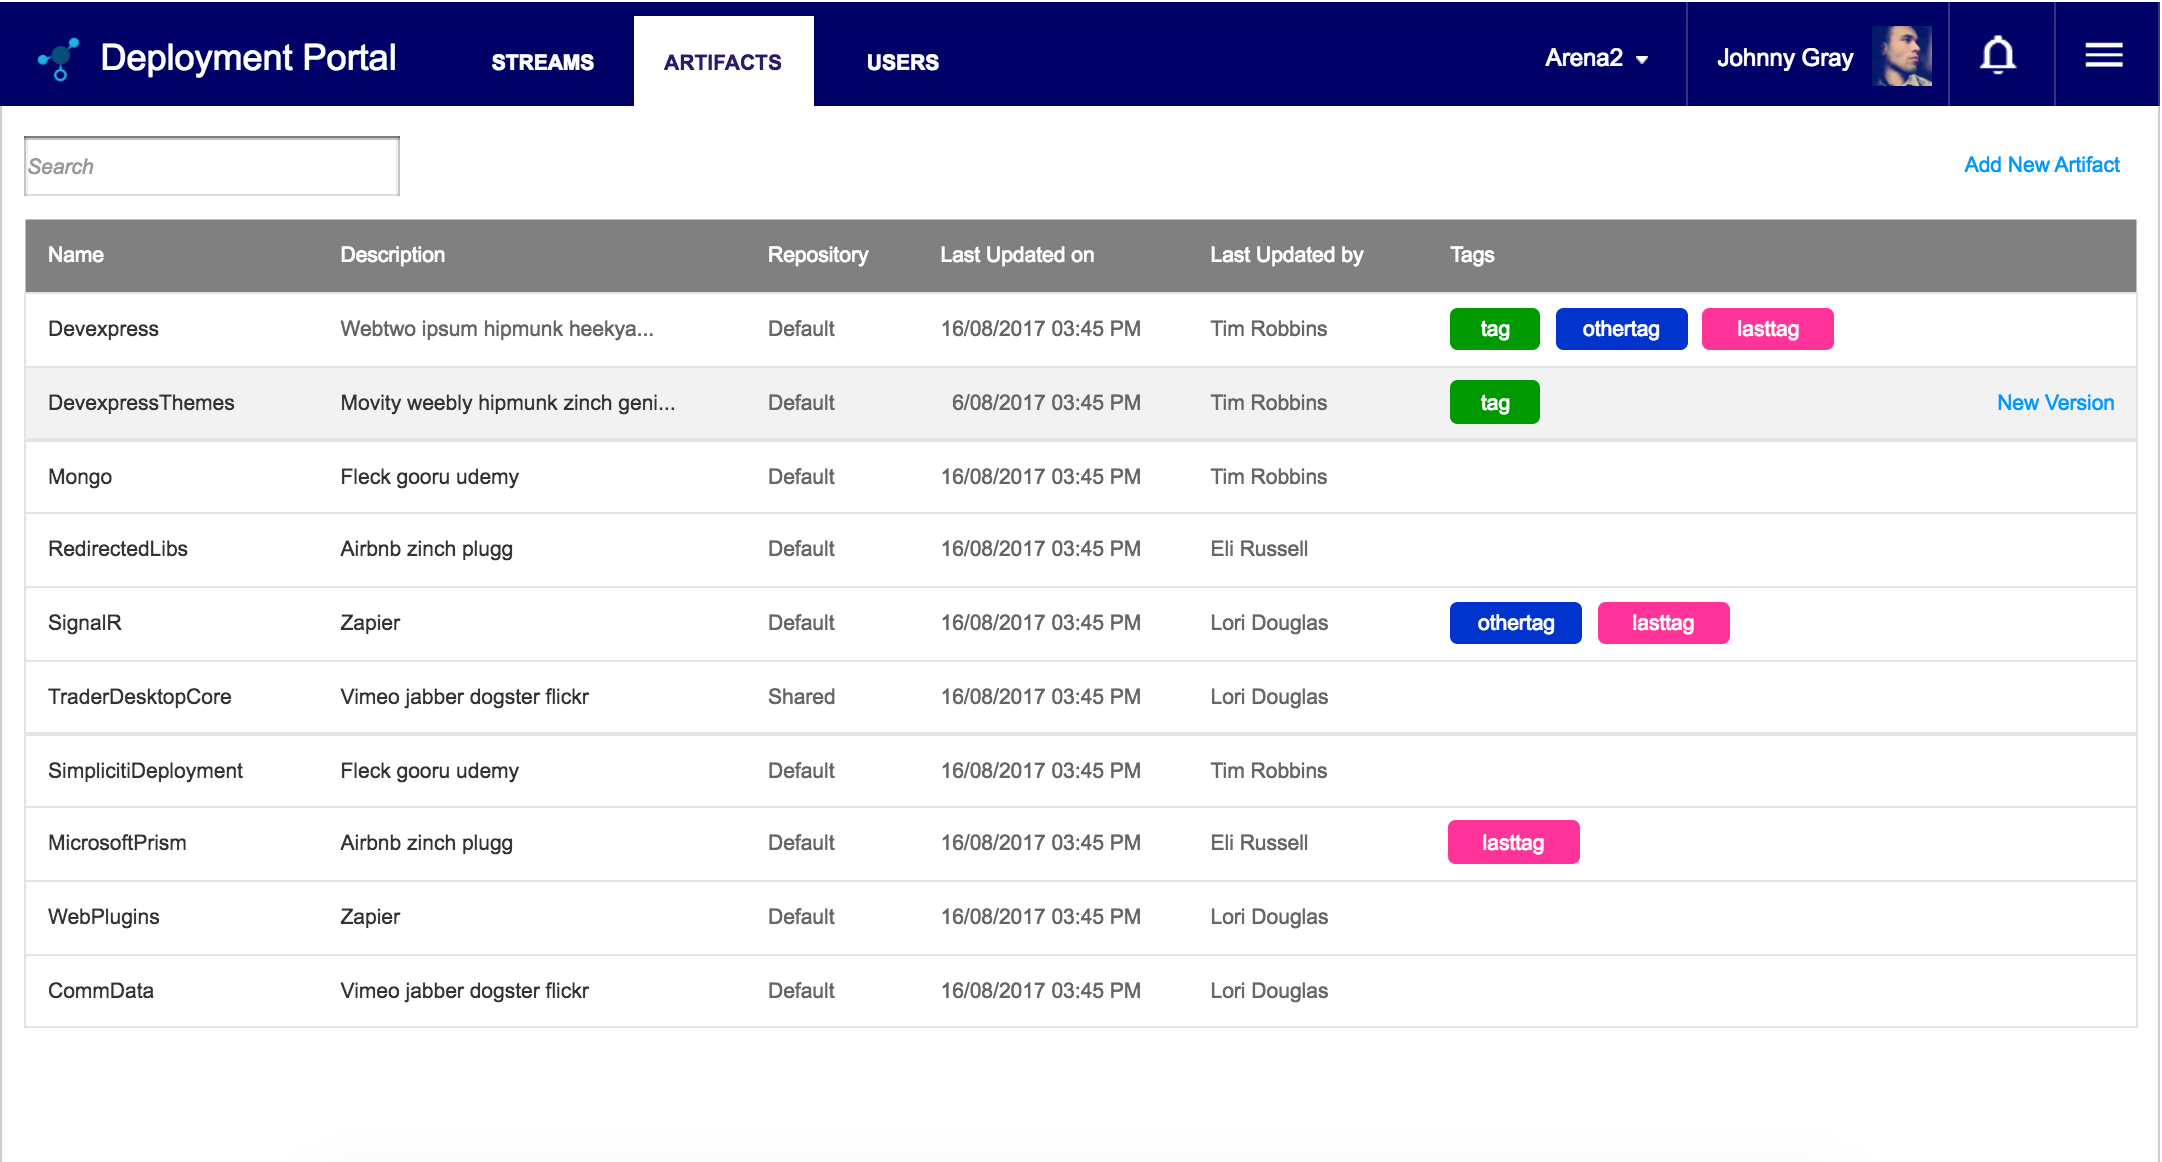 Deployment Portal STREAMS ARTIFACTS USERS Arena2 Johnny Gray
Search Add New Artifact
Name Description Repository Last Updated on Last Updated by Tags
Devexpress Webtwo ipsum hipmunk heekya... Default 16/08/2017 03:45 PM Tim Robbins tag othertag lasttag
DevexpressThemes Movity weebly hipmunk zinch geni... Default 6/08/2017 03:45 PM Tim Robbins tag New Version
Mongo Fleck gooru udemy Default 16/08/2017 03:45 PM Tim Robbins
RedirectedLibs Airbnb zinch plugg Default 16/08/2017 03:45 PM Eli Russell
SignalR Zapier Default 16/08/2017 03:45 PM Lori Douglas othertag lasttag
TraderDesktopCore Vimeo jabber dogster flickr Shared 16/08/2017 03:45 PM Lori Douglas
SimplicitiDeployment Fleck gooru udemy Default 16/08/2017 03:45 PM Tim Robbins
MicrosoftPrism Airbnb zinch plugg Default 16/08/2017 03:45 PM Eli Russell lasttag
WebPlugins Zapier Default 16/08/2017 03:45 PM Lori Douglas
CommData Vimeo jabber dogster flickr Default 16/08/2017 03:45 PM Lori Douglas